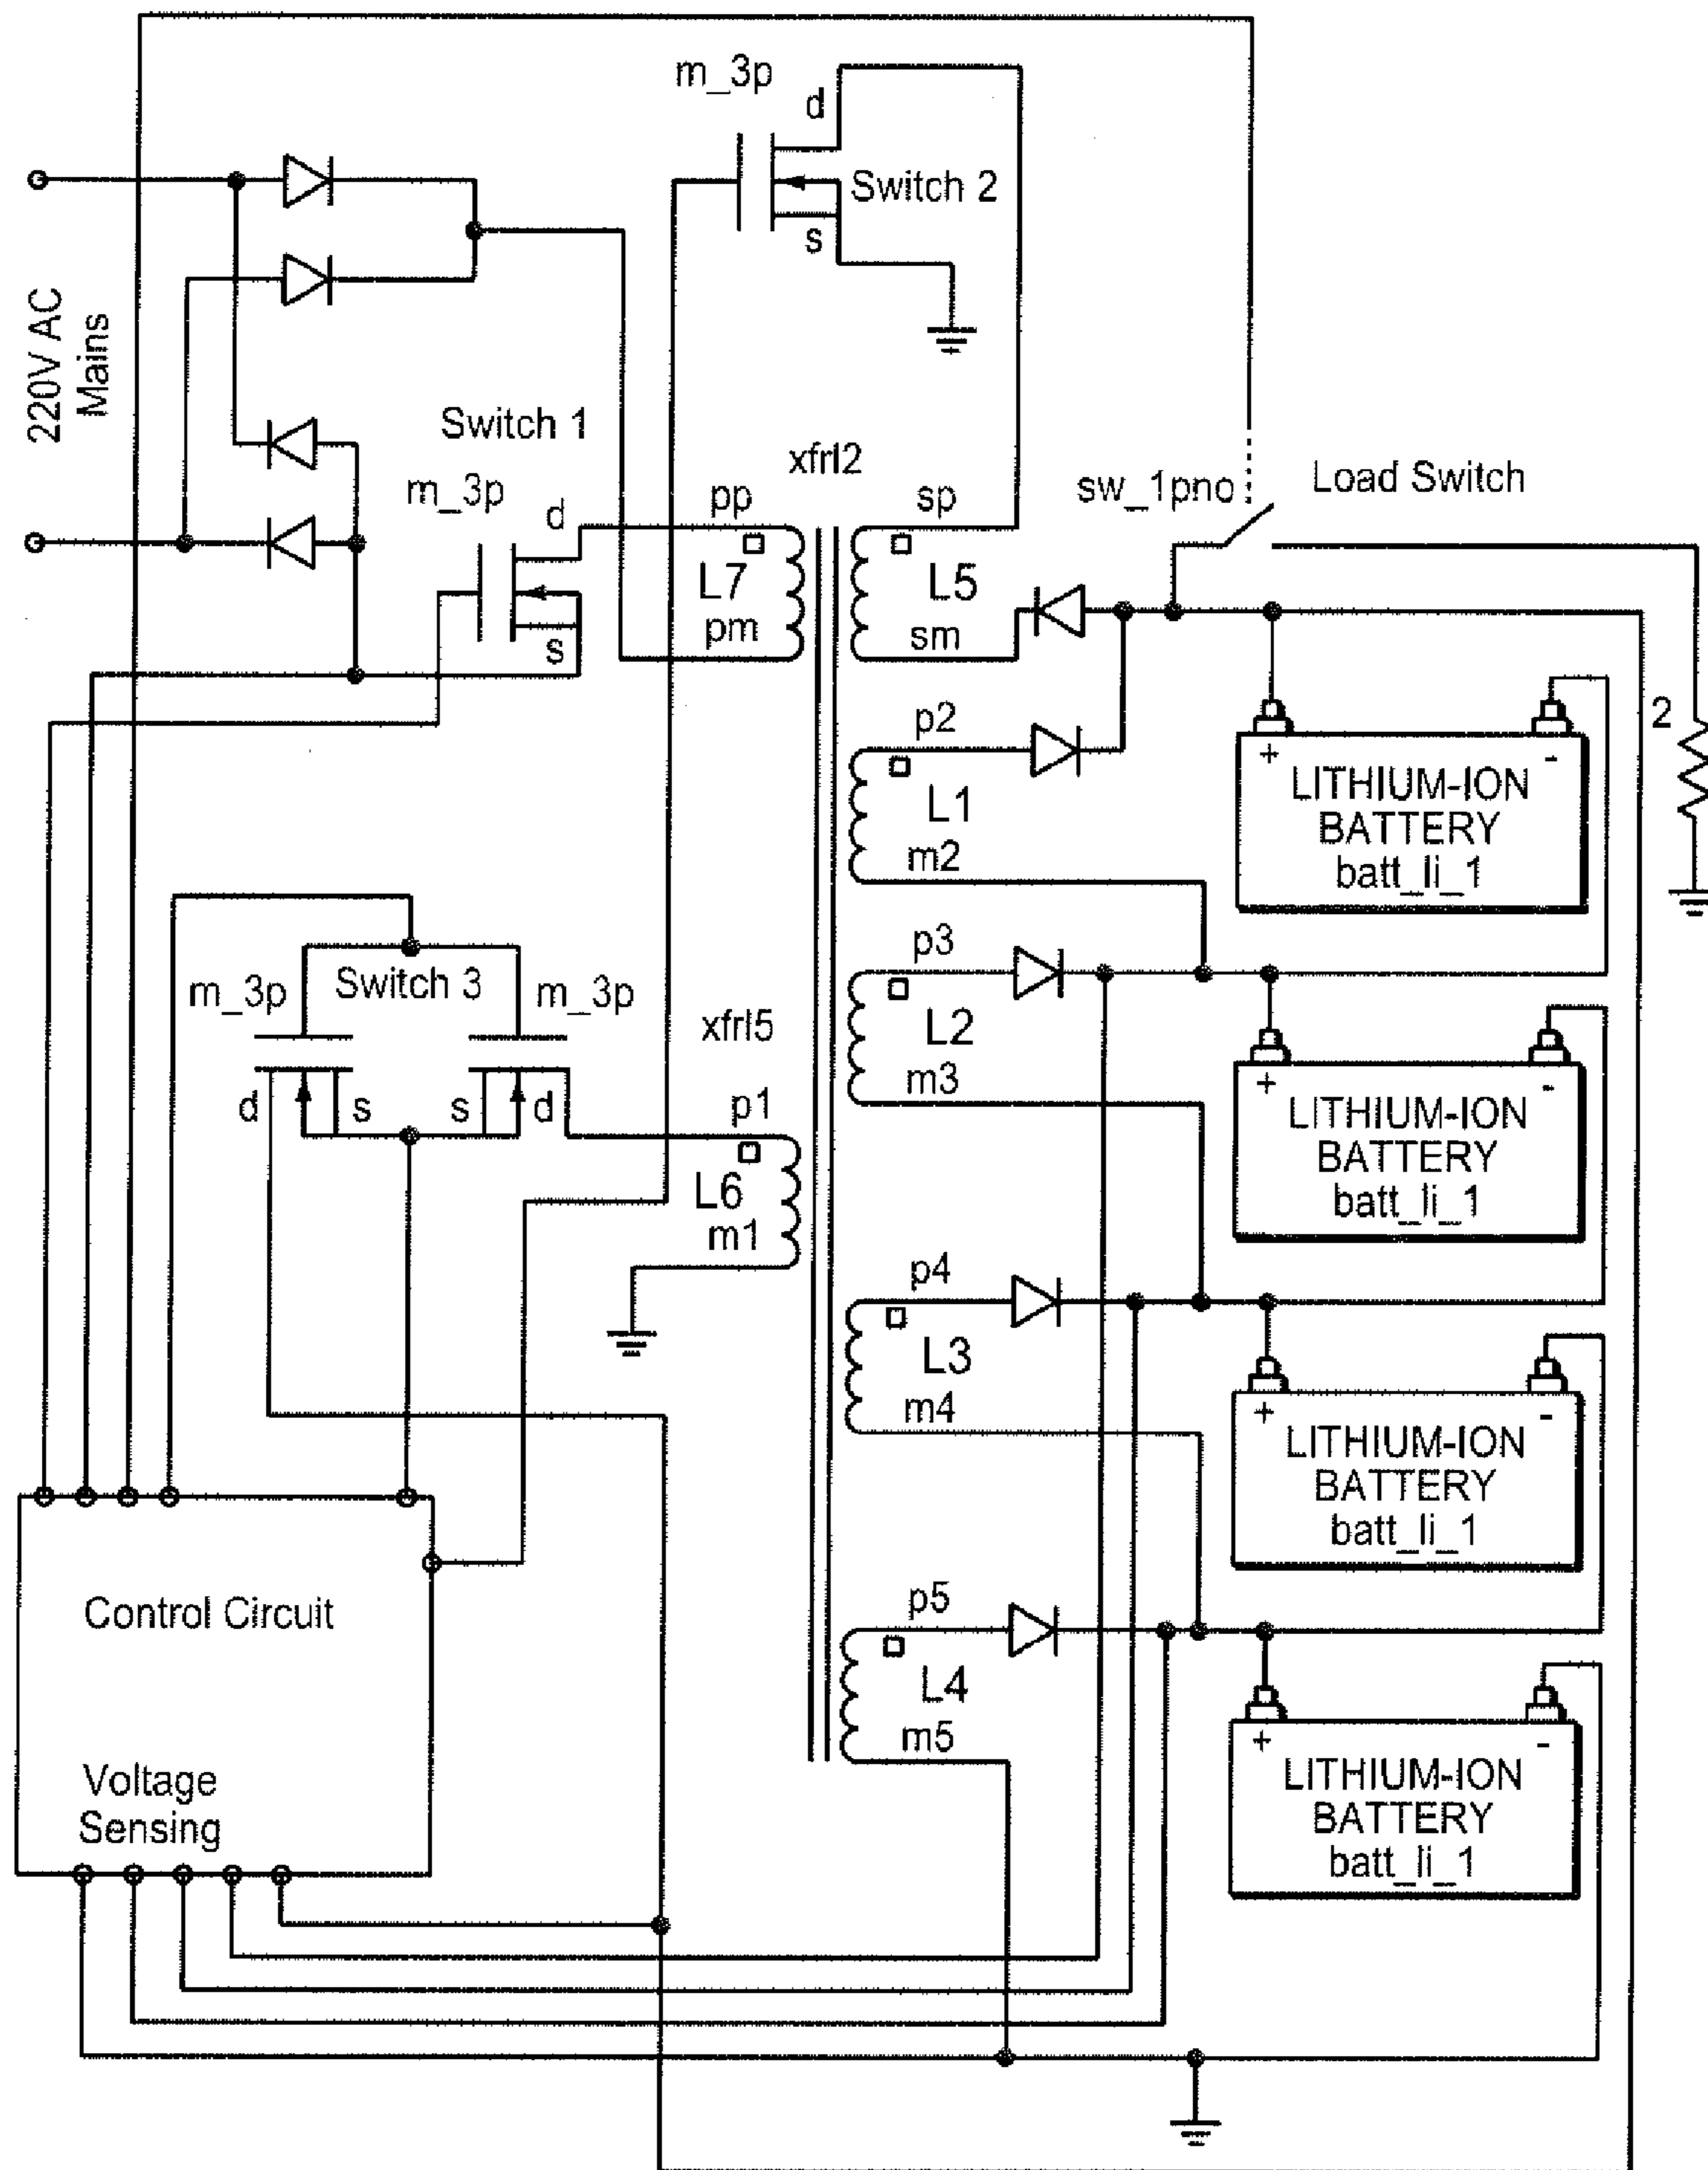 m_3p
d
Switch 2
s
220V AC
Mains
Switch 1
m_3p
d
s
xfrl2
pp
L7
pm
sp
L5
sm
sw_1pno
Load Switch
2
p2
L1
m2
+
-
LITHIUM-ION
BATTERY
batt_li_1
p3
L2
m3
+
-
LITHIUM-ION
BATTERY
batt_li_1
Switch 3
m_3p
m_3p
d
s
s
d
xfrl5
p1
L6
m1
p4
L3
m4
+
-
LITHIUM-ION
BATTERY
batt_li_1
p5
L4
m5
+
-
LITHIUM-ION
BATTERY
batt_li_1
Control Circuit
Voltage
Sensing